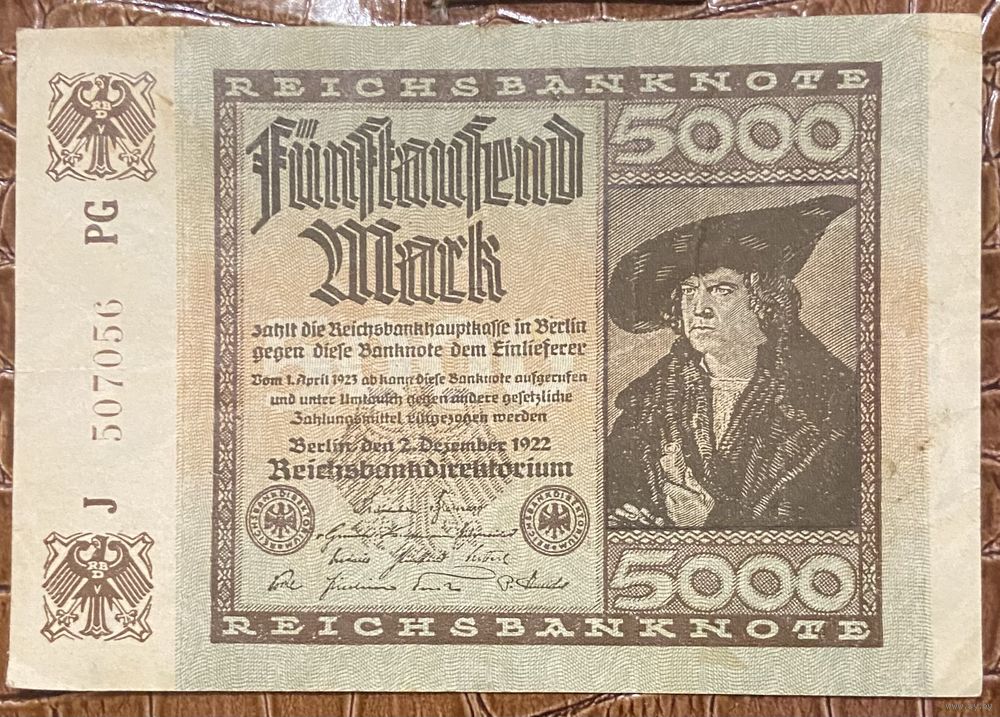 REICHSBANKNOTE
Fünftausend
Mark
5000
zahlt die Reichsbankhauptkasse in Berlin
gegen diese Banknote dem Einlieferer
Vom 1. April 1923 ab kann diese Banknote aufgerufen
und unter Umtausch gegen andere gesetzliche
Zahlungsmittel eingezogen werden
Berlin, den 2. Dezember 1922
Reichsbankdirektorium
5000
REICHSBANKNOTE
RBD
J 507056 PG
RBD